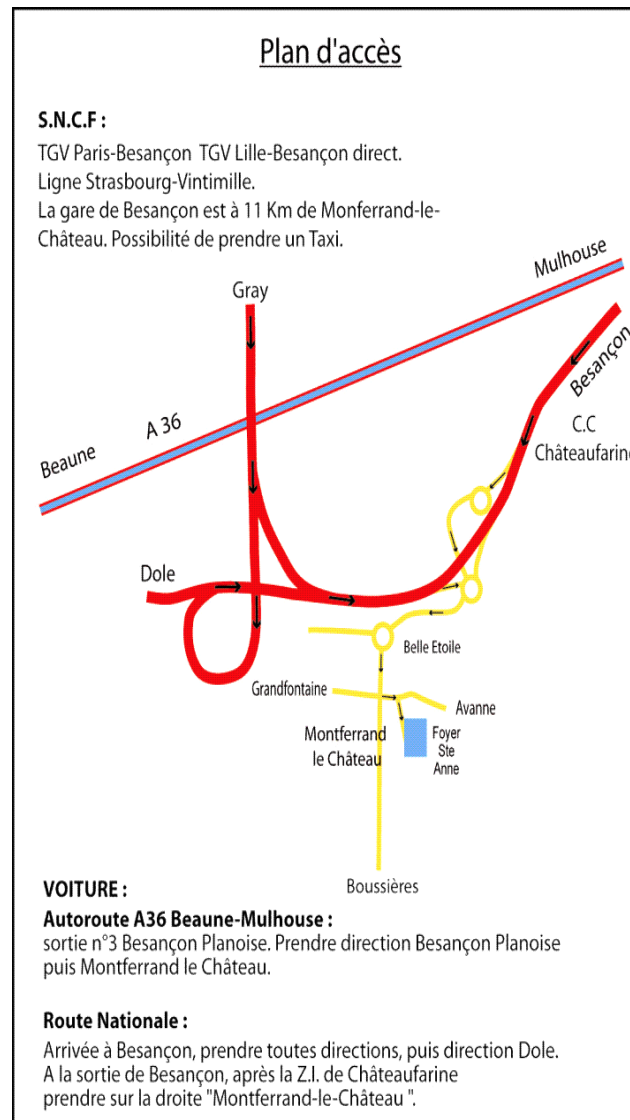 Plan d'accès
S.N.C.F :
TGV Paris-Besançon  TGV Lille-Besançon direct.
Ligne Strasbourg-Vintimille.
La gare de Besançon est à 11 Km de Monferrand-le-
Château. Possibilité de prendre un Taxi.
Mulhouse
Gray
Besançon
A 36
C.C
Châteaufarine
Beaune
Dole
Belle Etoile
Grandfontaine
Avanne
Montferrand
le Château
Foyer
Ste
Anne
Boussières
VOITURE :
Autoroute A36 Beaune-Mulhouse :
sortie n°3 Besançon Planoise. Prendre direction Besançon Planoise
puis Montferrand le Château.
Route Nationale :
Arrivée à Besançon, prendre toutes directions, puis direction Dole.
A la sortie de Besançon, après la Z.I. de Châteaufarine
prendre sur la droite "Montferrand-le-Château ".